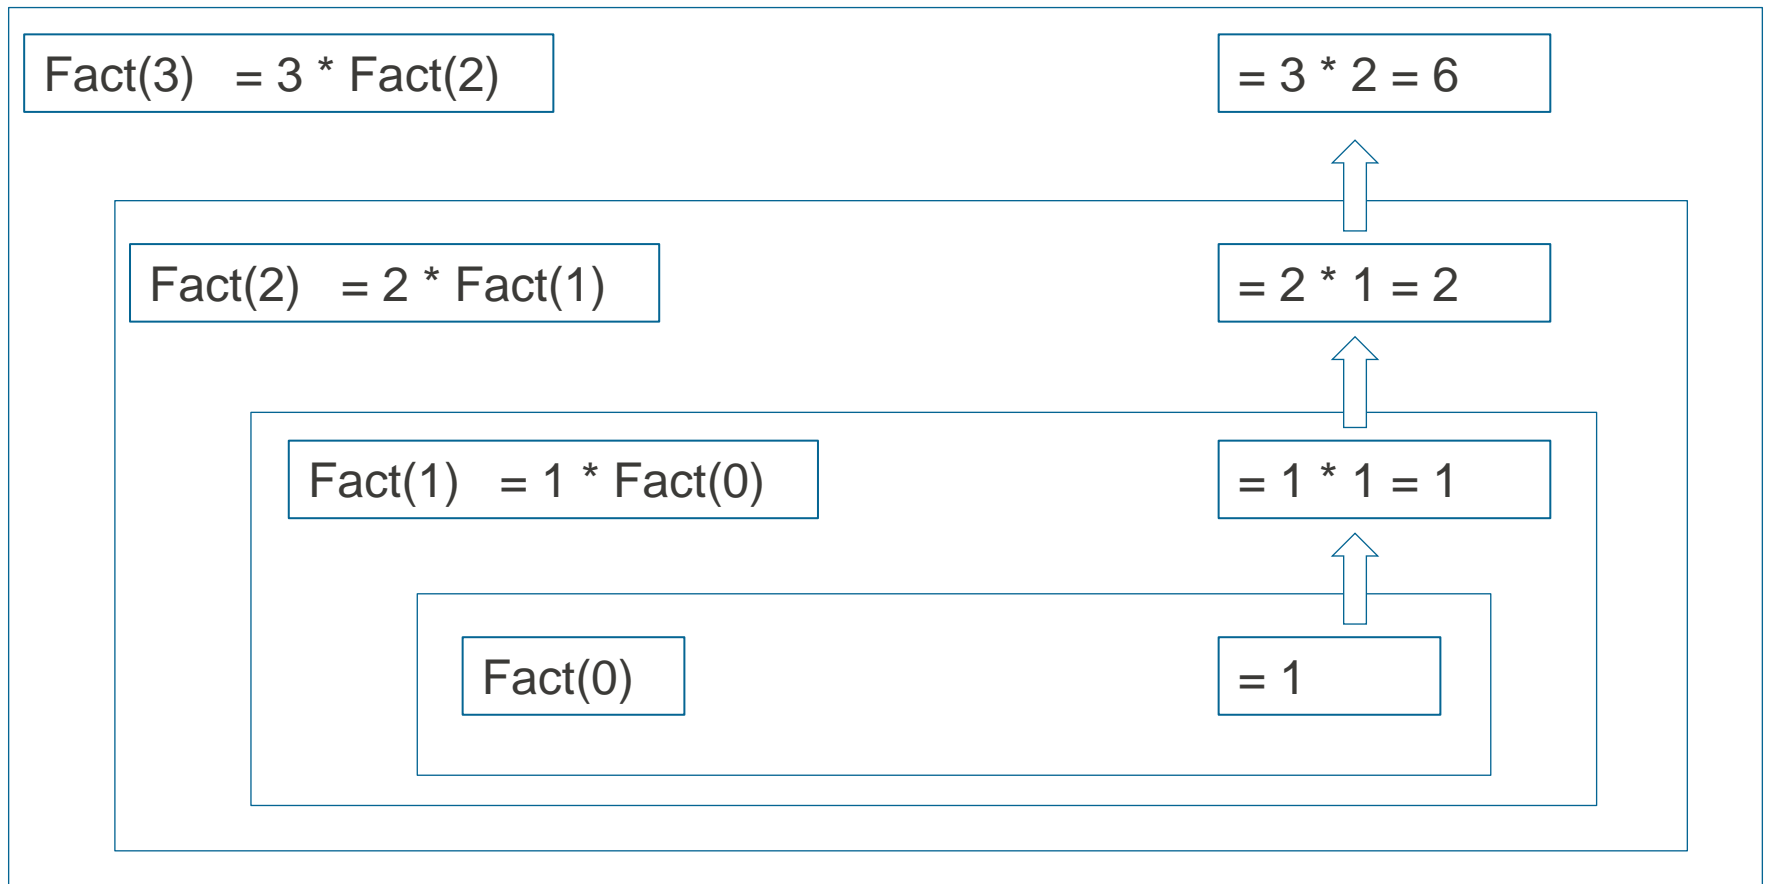 Fact(3) = 3 * Fact(2) = 3 * 2 = 6
Fact(2) = 2 * Fact(1) = 2 * 1 = 2
Fact(1) = 1 * Fact(0) = 1 * 1 = 1
Fact(0) = 1